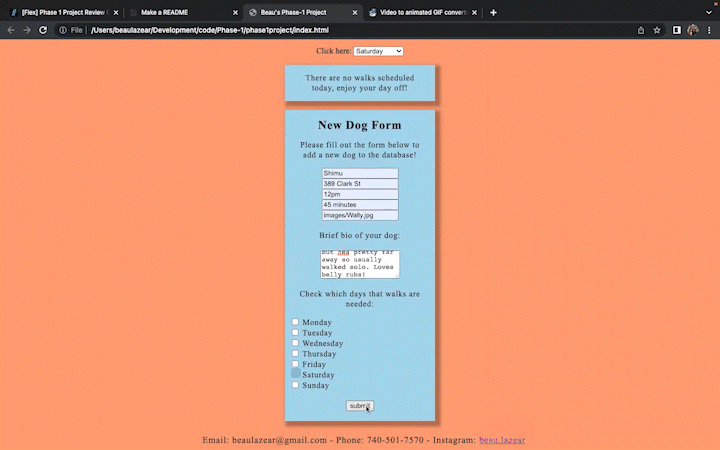 [Flex] Phase 1 Project Review
Make a README
Beau's Phase-1 Project
Video to animated GIF convert
File
/Users/beaulazear/Development/code/Phase-1/phase1project/index.html
Click here: Saturday
There are no walks scheduled
today, enjoy your day off!
New Dog Form
Please fill out the form below to
add a new dog to the database!
Shimu
389 Clark St
12pm
45 minutes
images/Wally.jpg
Brief bio of your dog:
but pretty far
away so usually
walked solo. Loves
belly rubs!
Check which days that walks are
needed:
Monday
Tuesday
Wednesday
Thursday
Friday
Saturday
Sunday
submit
Email: beaulazear@gmail.com - Phone: 740-501-7570 - Instagram: beau.lazear